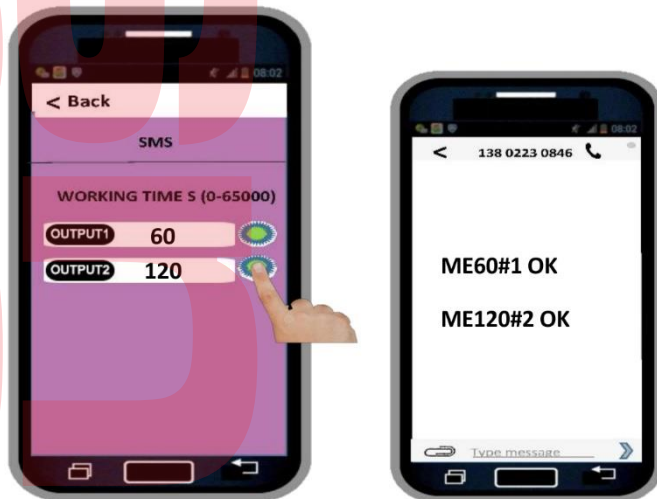 08:02
< Back
SMS
WORKING TIME S (0-65000)
OUTPUT1 60
OUTPUT2 120
08:02
< 138 0223 0846
ME60#1 OK
ME120#2 OK
Type message